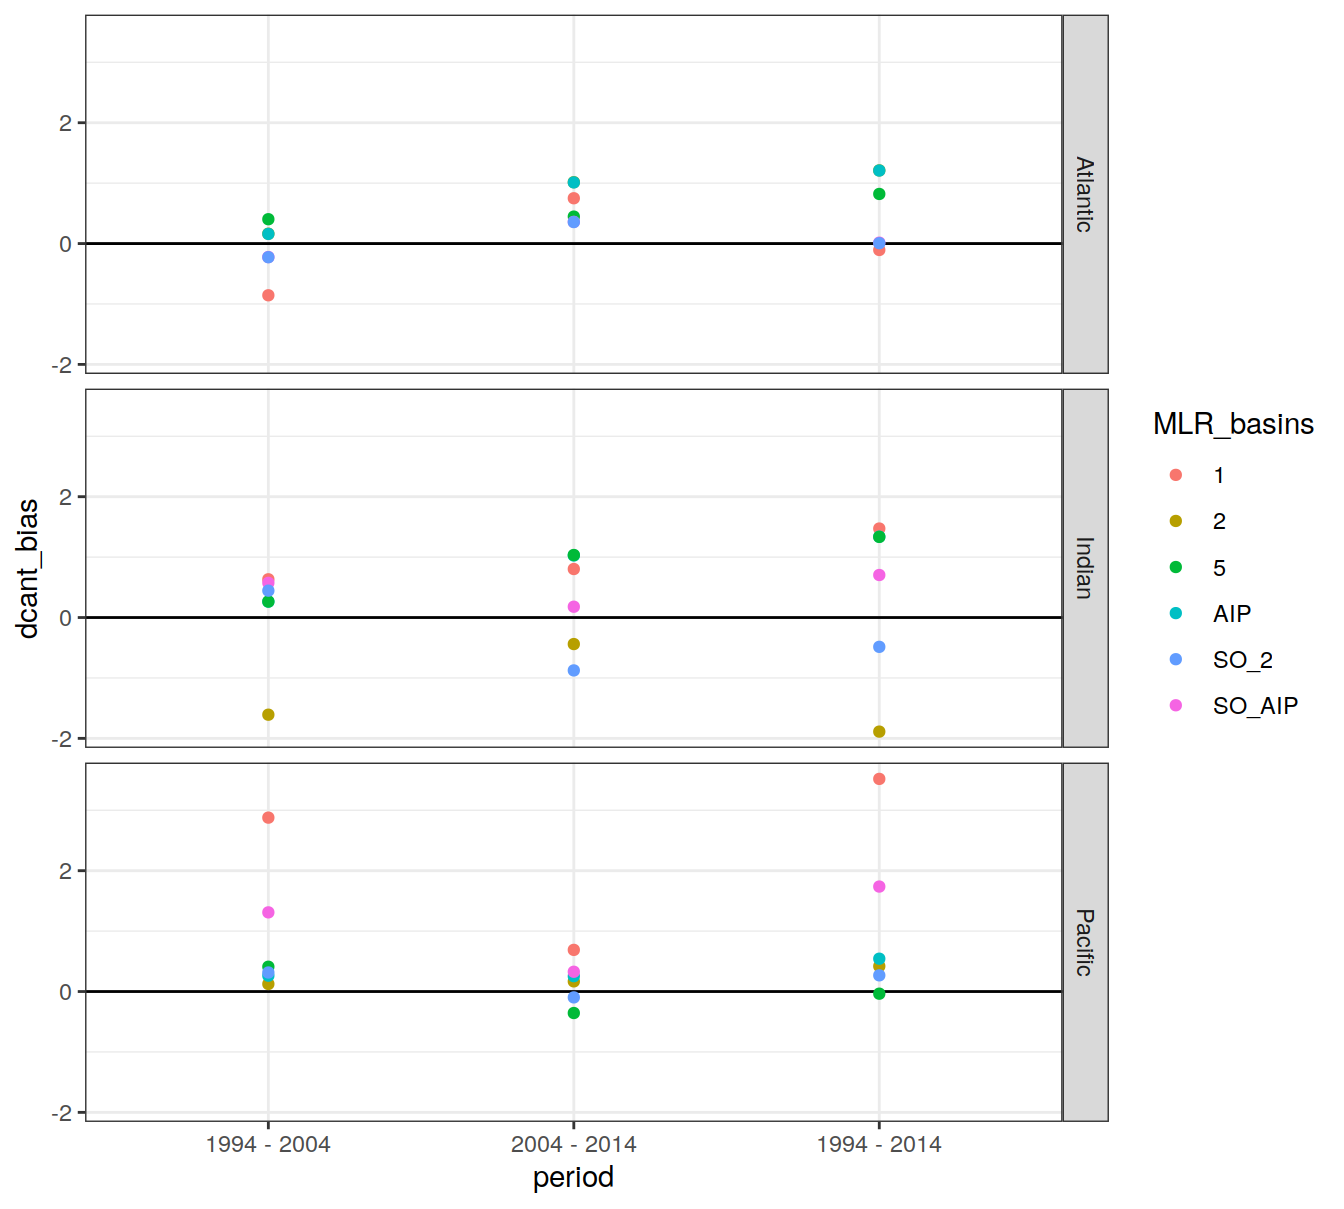 2
0
-2
Atlantic
2
0
-2
Indian
2
0
-2
Pacific
dcant_bias
1994 - 2004
2004 - 2014
1994 - 2014
period
MLR_basins
1
2
5
AIP
SO_2
SO_AIP